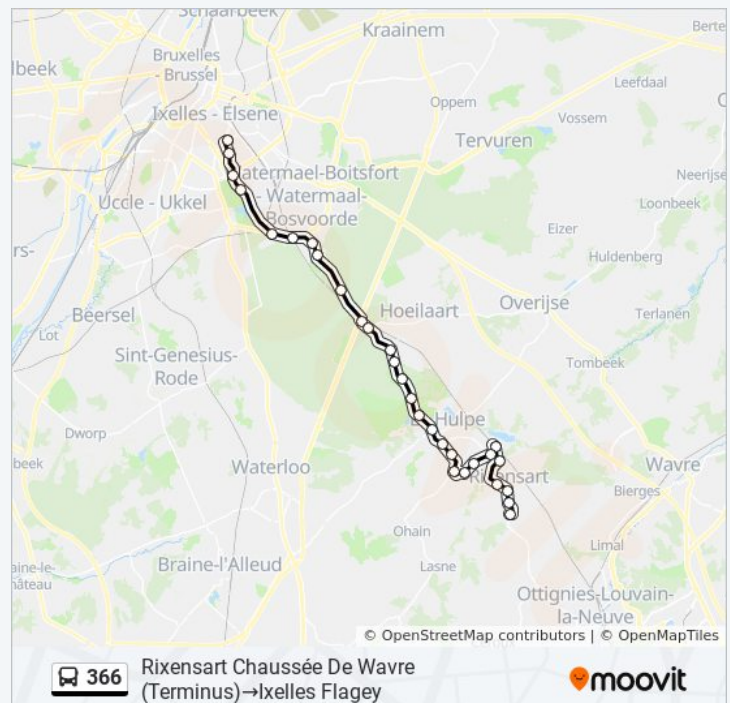 Schaarbeek
Kraainem
Berte
Bruxelles
- Brussel
lbeek
Leefdaal
Oppem
Vossem
Ixelles - Elsene
Tervuren
Watermael-Boitsfort
- Watermaal-
Bosvoorde
Neerijse
Uccle - Ukkel
Loonbeek
Eizer
ers-
Huldenberg
Hoeilaart
Overijse
Beersel
Terlanen
Lot
Sint-Genesius-
Rode
Tombeek
La Hulpe
Dworp
beek
Waterloo
Rixensart
Wavre
Bierges
Ohain
Limal
Braine-l'Alleud
Lasne
aine-le-
hâteau
Ottignies-Louvain-
la-Neuve
© OpenStreetMap contributors | © OpenMapTiles
366
Rixensart Chaussée De Wavre
(Terminus)→Ixelles Flagey
moovit